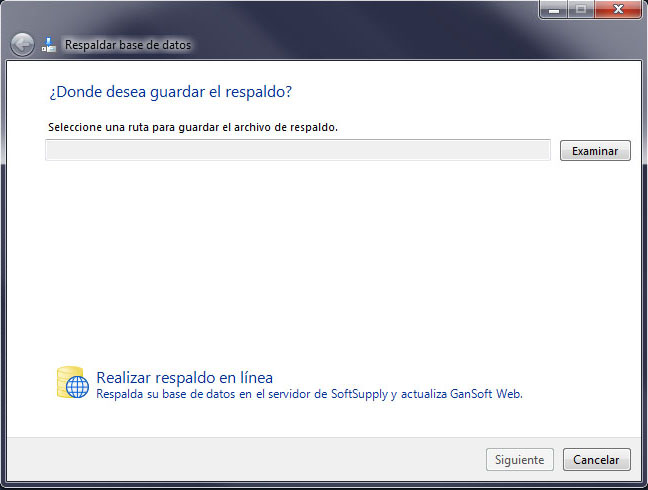 Respaldar base de datos
¿Donde desea guardar el respaldo?
Seleccione una ruta para guardar el archivo de respaldo.
Examinar
Realizar respaldo en línea
Respalda su base de datos en el servidor de SoftSupply y actualiza GanSoft Web.
Siguiente
Cancelar